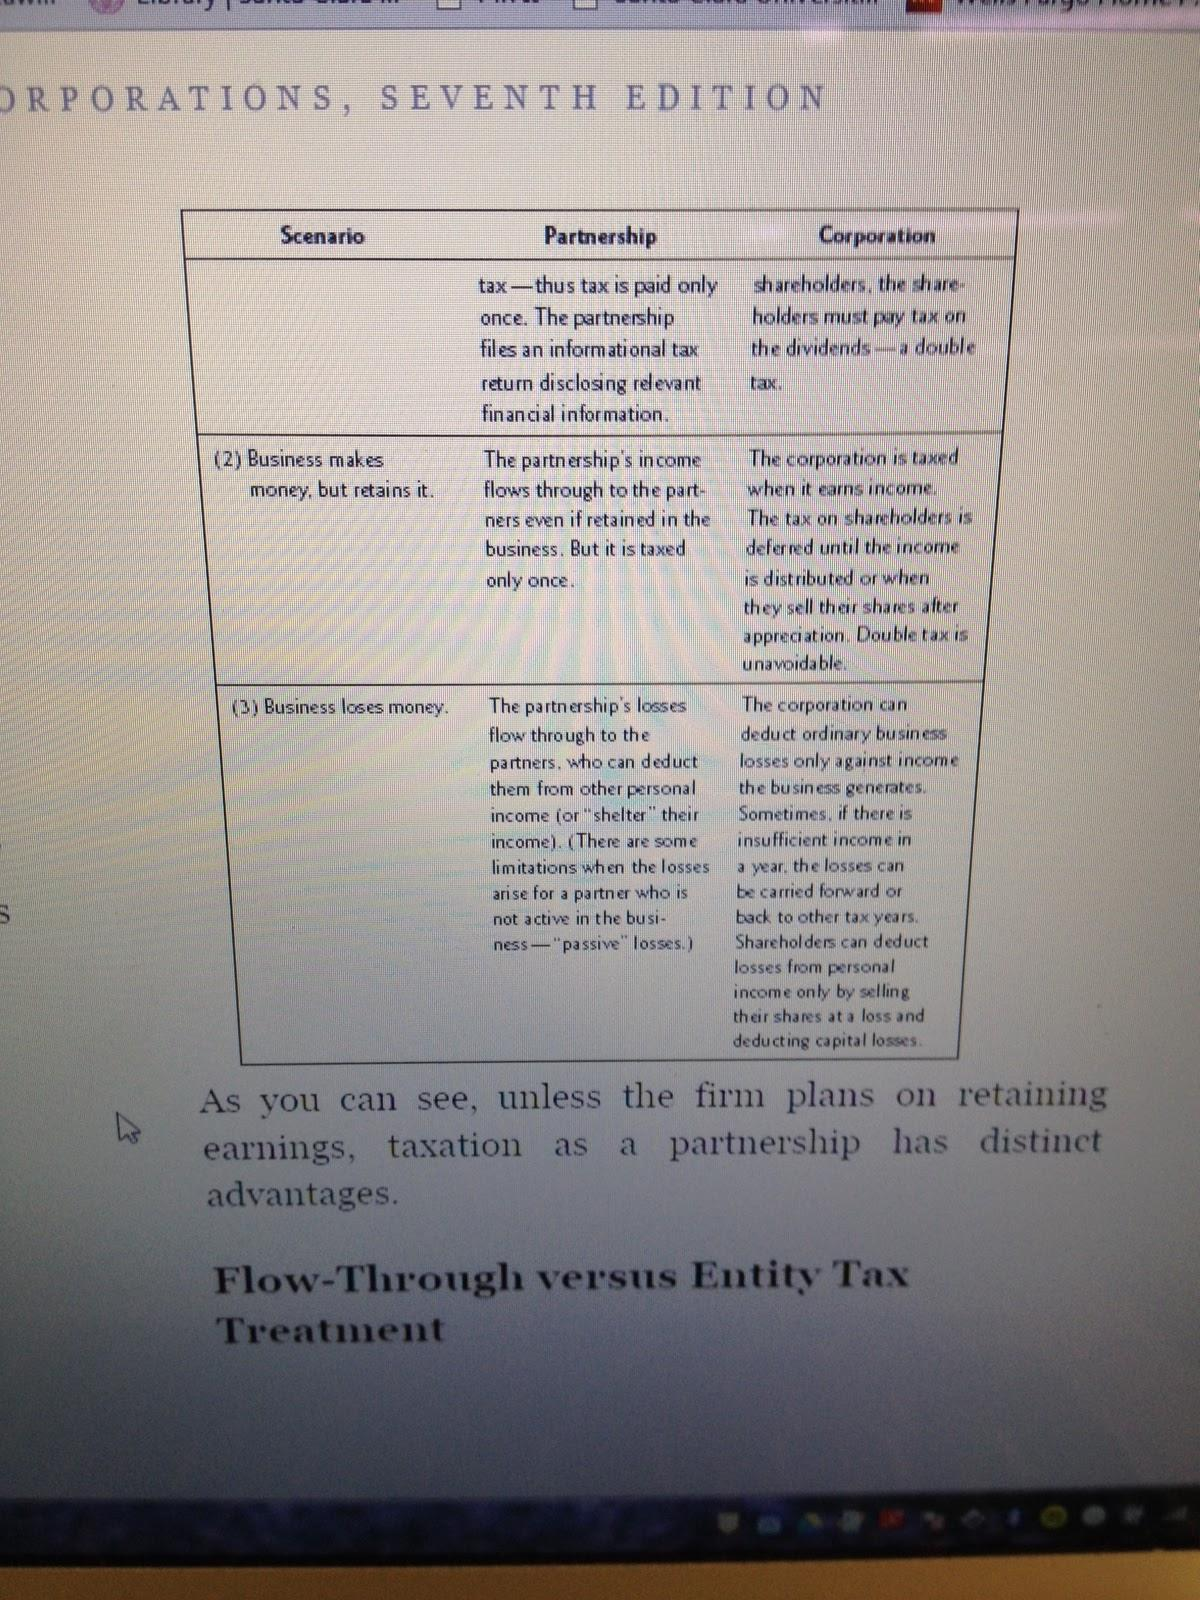 ORPORATIONS, SEVENTH EDITION
Scenario Partnership Corporation
tax—thus tax is paid only
once. The partnership
files an informational tax
return disclosing relevant
financial information.
shareholders, the share-
holders must pay tax on
the dividends—a double
tax.
(2) Business makes
money, but retains it.
The partnership's income
flows through to the part-
ners even if retained in the
business. But it is taxed
only once.
The corporation is taxed
when it earns income.
The tax on shareholders is
deferred until the income
is distributed or when
they sell their shares after
appreciation. Double tax is
unavoidable.
(3) Business loses money.
The partnership's losses
flow through to the
partners, who can deduct
them from other personal
income (or "shelter" their
income). (There are some
limitations when the losses
arise for a partner who is
not active in the busi-
ness—"passive" losses.)
The corporation can
deduct ordinary business
losses only against income
the business generates.
Sometimes, if there is
insufficient income in
a year, the losses can
be carried forward or
back to other tax years.
Shareholders can deduct
losses from personal
income only by selling
their shares at a loss and
deducting capital losses.
s
As you can see, unless the firm plans on retaining
earnings, taxation as a partnership has distinct
advantages.
Flow-Through versus Entity Tax
Treatment